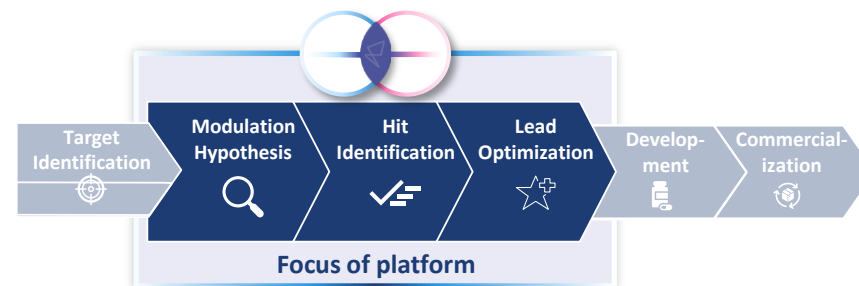 Target
Identification
Modulation
Hypothesis
Hit
Identification
Lead
Optimization
Develop-
ment
Commercial-
ization
Focus of platform